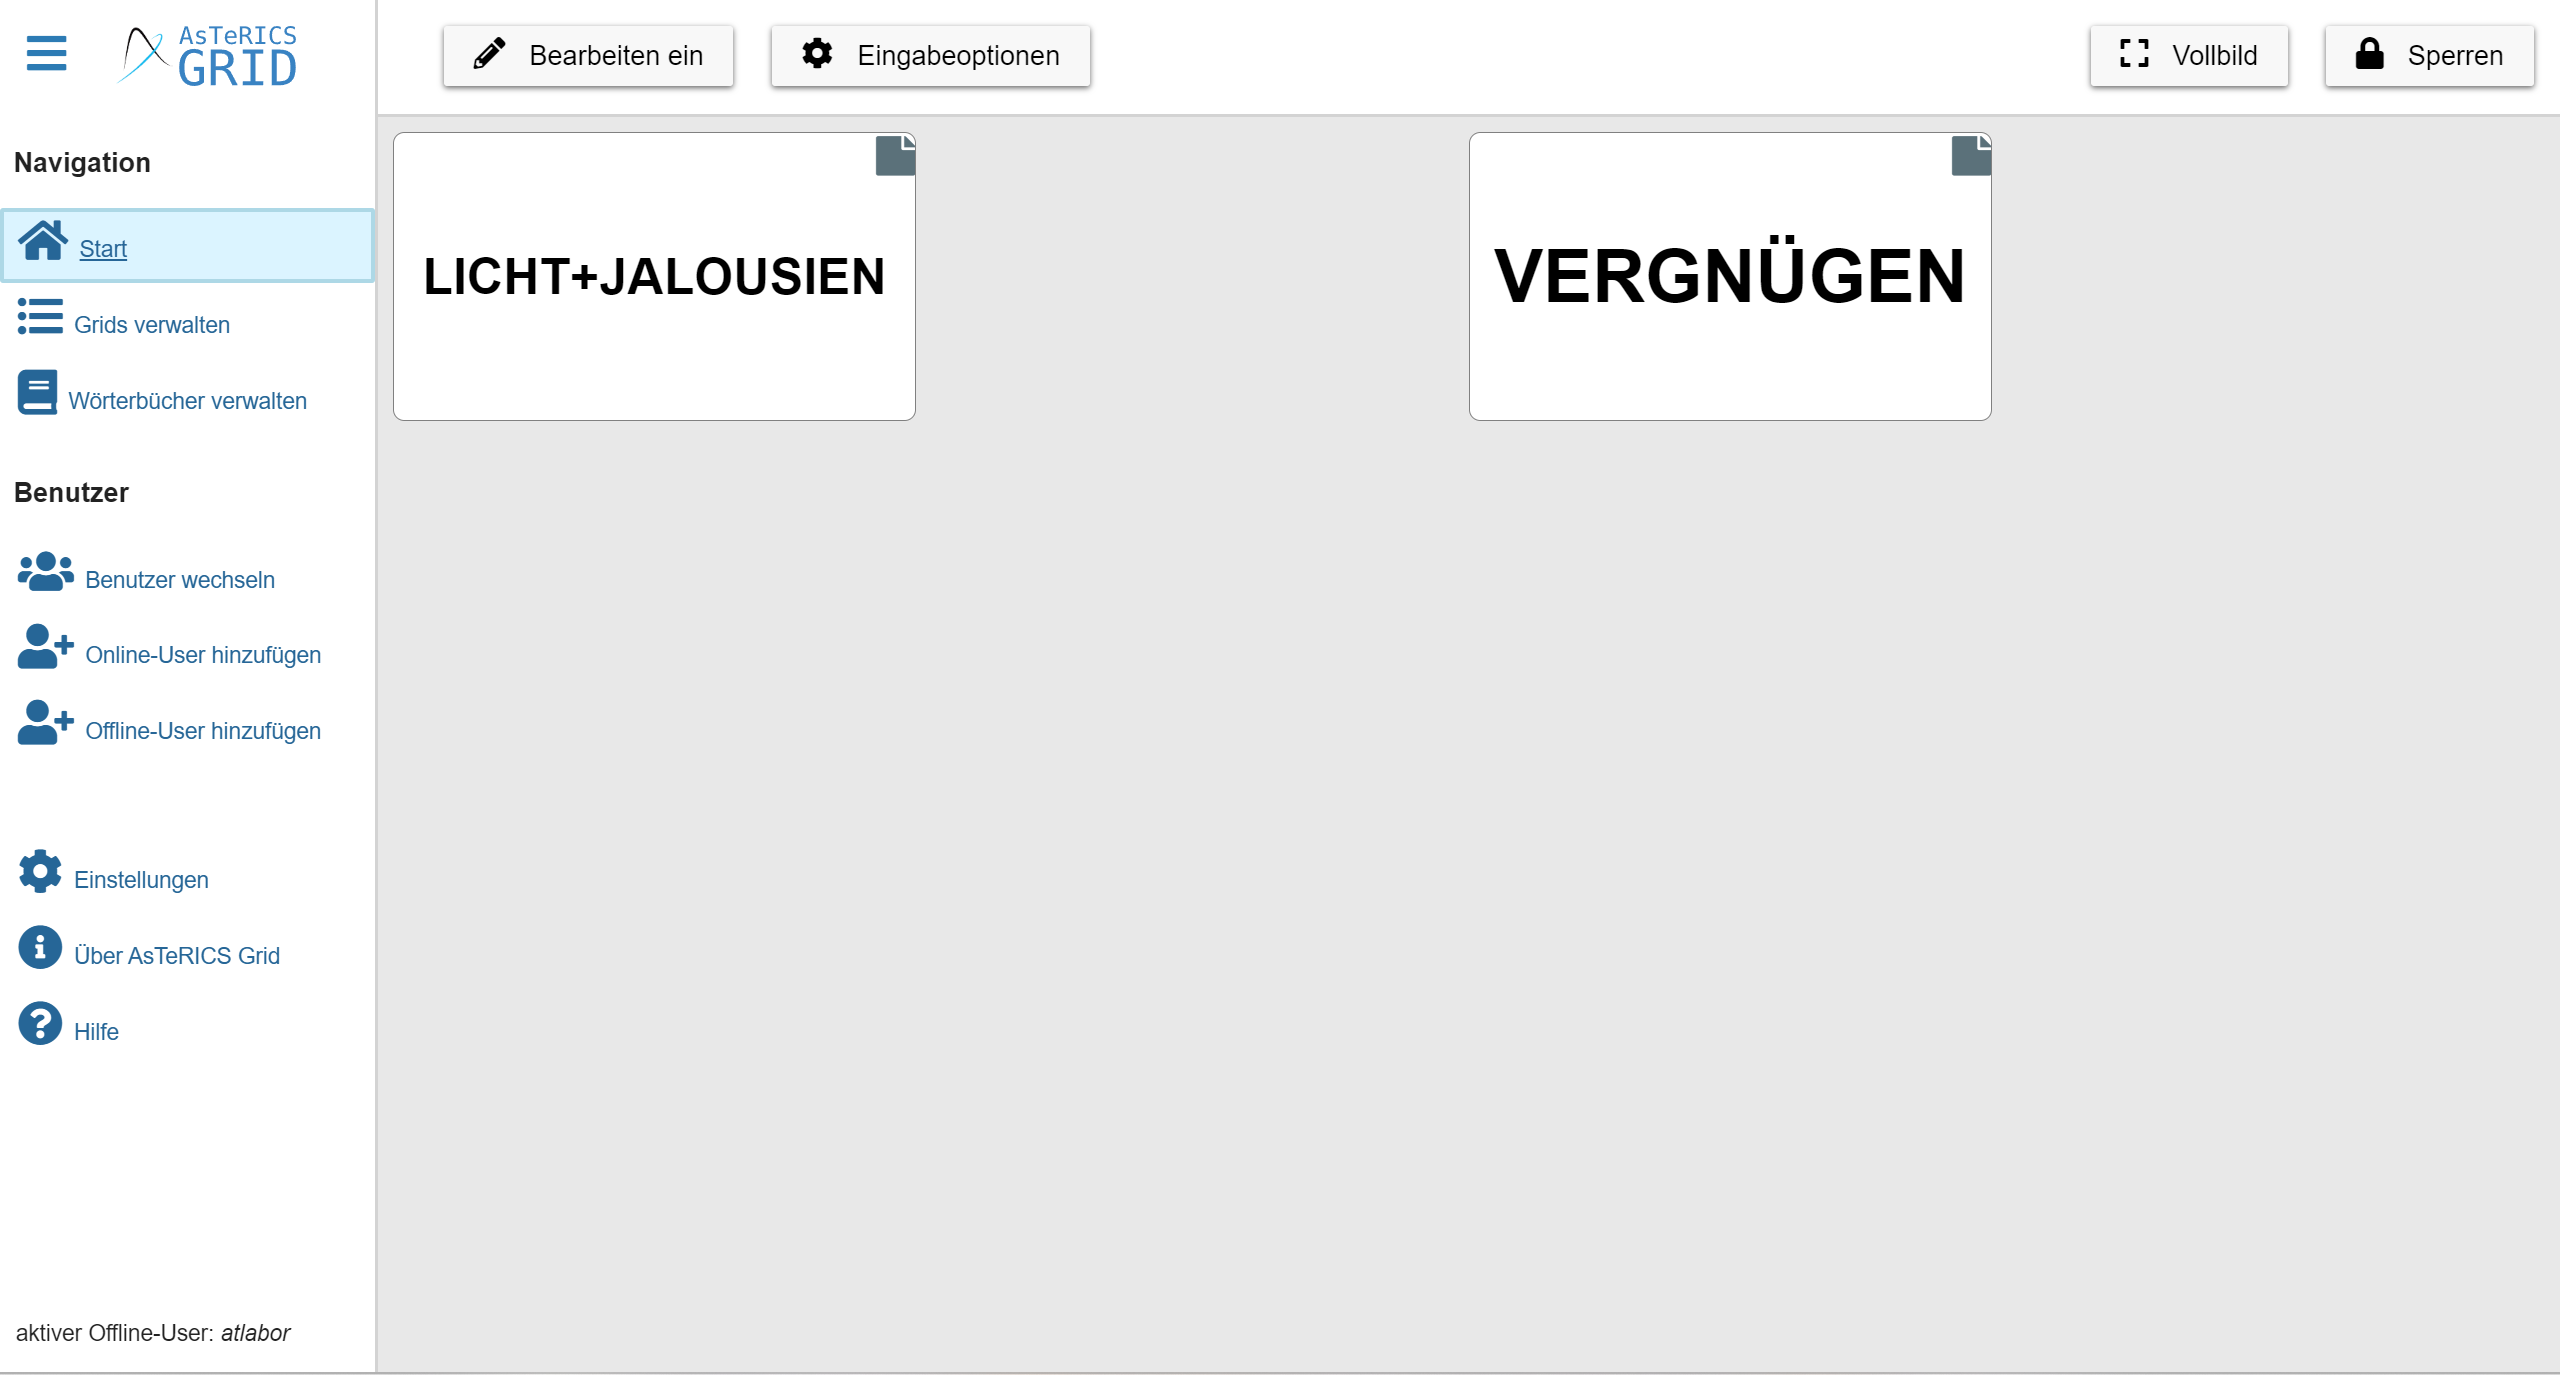 AsTeRICS
GRID
Bearbeiten ein
Eingabeoptionen
Vollbild
Sperren
Navigation
Start
Grids verwalten
Wörterbücher verwalten
Benutzer
Benutzer wechseln
Online-User hinzufügen
Offline-User hinzufügen
Einstellungen
Über AsTeRICS Grid
Hilfe
aktiver Offline-User: atlabor
LICHT+JALOUSIEN
VERGNÜGEN